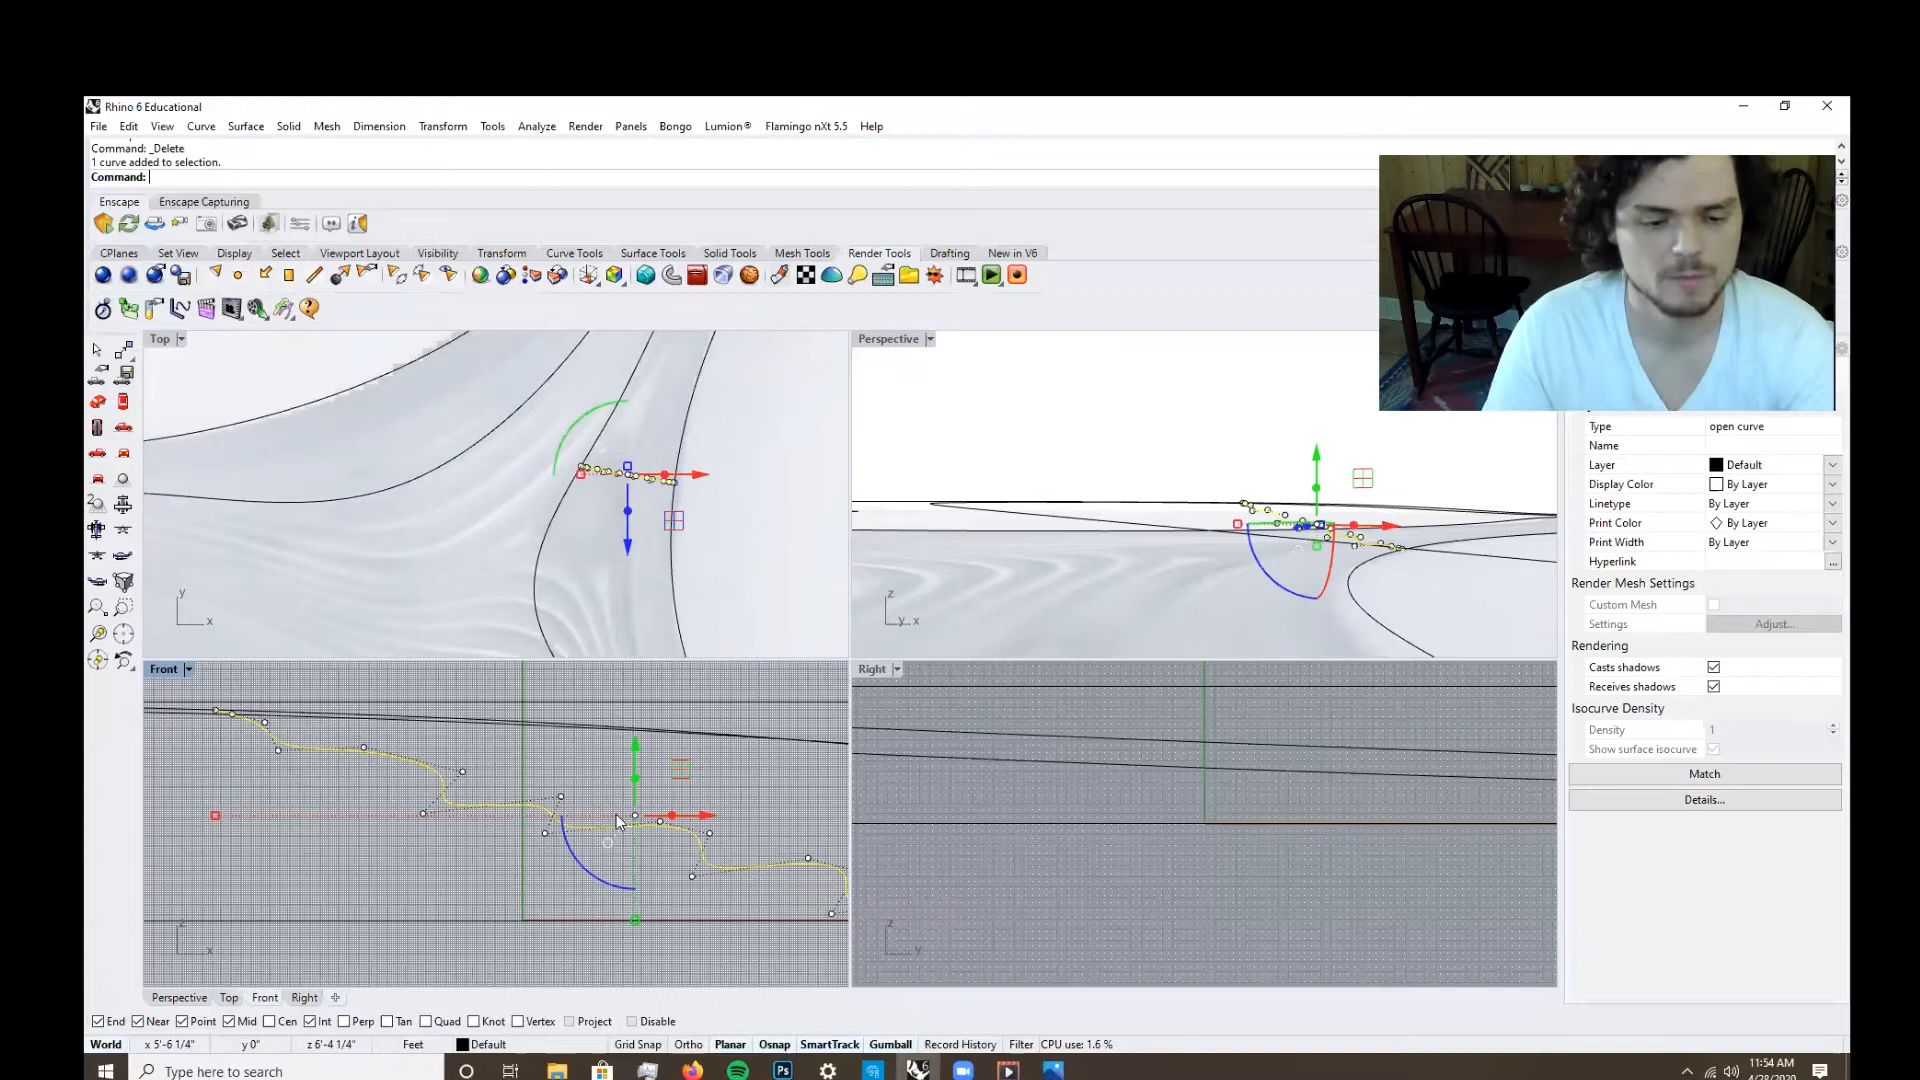 Rhino 6 Educational
File Edit View Curve Surface Solid Mesh Dimension Transform Tools Analyze Render Panels Bongo Lumion® Flamingo nXt 5.5 Help
Command: _Delete
1 curve added to selection.
Command:
Enscape Enscape Capturing
CPlanes Set View Display Select Viewport Layout Visibility Transform Curve Tools Surface Tools Solid Tools Mesh Tools Render Tools Drafting New in V6
Top
Perspective
y
x
z
y x
Type open curve
Name
Layer Default
Display Color By Layer
Linetype By Layer
Print Color By Layer
Print Width By Layer
Hyperlink ...
Render Mesh Settings
Custom Mesh
Settings Adjust...
Rendering
Casts shadows
Receives shadows
Isocurve Density
Density 1
Show surface isocurve
Match
Details...
Front
Right
z
x
z
y
Perspective Top Front Right
End Near Point Mid Cen Int Perp Tan Quad Knot Vertex Project Disable
World x 5'-6 1/4" y 0" z 6'-4 1/4" Feet Default Grid Snap Ortho Planar Osnap SmartTrack Gumball Record History Filter CPU use: 1.6 %
Type here to search
Ps
11:54 AM
4/28/2020